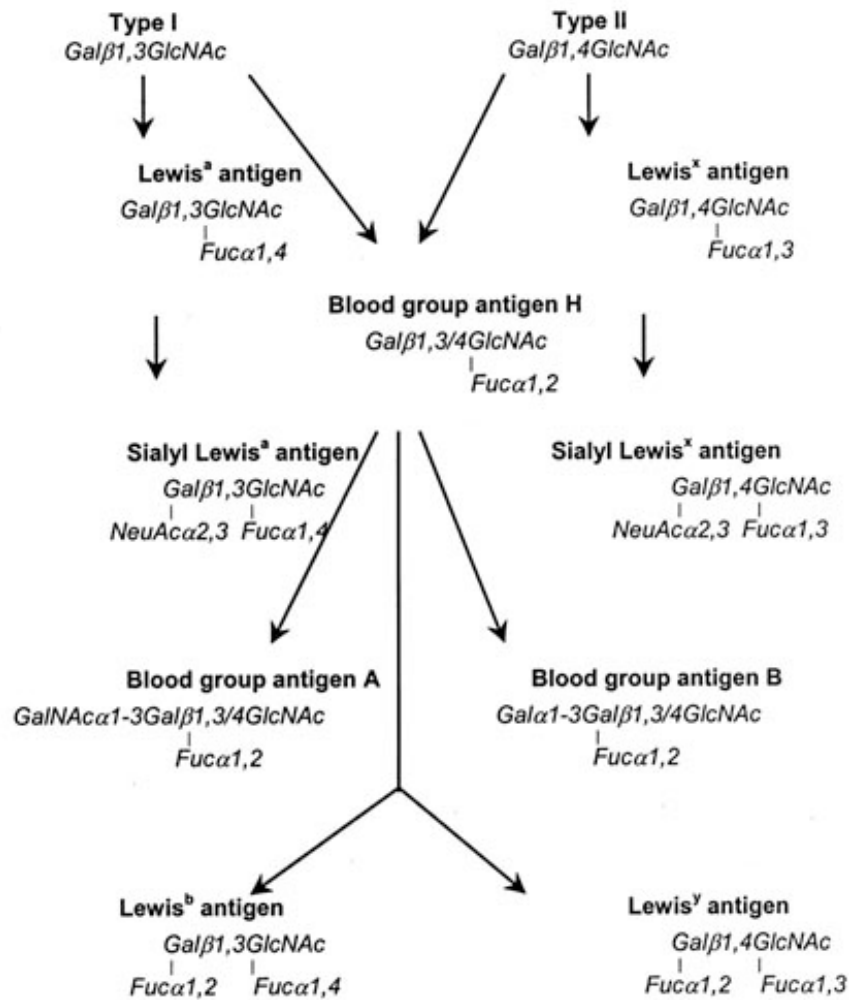 Type I
Galβ1,3GlcNAc
Type II
Galβ1,4GlcNAc
Lewisᵃ antigen
Galβ1,3GlcNAc
Fucα1,4
Lewisˣ antigen
Galβ1,4GlcNAc
Fucα1,3
Blood group antigen H
Galβ1,3/4GlcNAc
Fucα1,2
Sialyl Lewisᵃ antigen
Galβ1,3GlcNAc
NeuAcα2,3 Fucα1,4
Sialyl Lewisˣ antigen
Galβ1,4GlcNAc
NeuAcα2,3 Fucα1,3
Blood group antigen A
GalNAcα1-3Galβ1,3/4GlcNAc
Fucα1,2
Blood group antigen B
Galα1-3Galβ1,3/4GlcNAc
Fucα1,2
Lewisᵇ antigen
Galβ1,3GlcNAc
Fucα1,2 Fucα1,4
Lewisʸ antigen
Galβ1,4GlcNAc
Fucα1,2 Fucα1,3